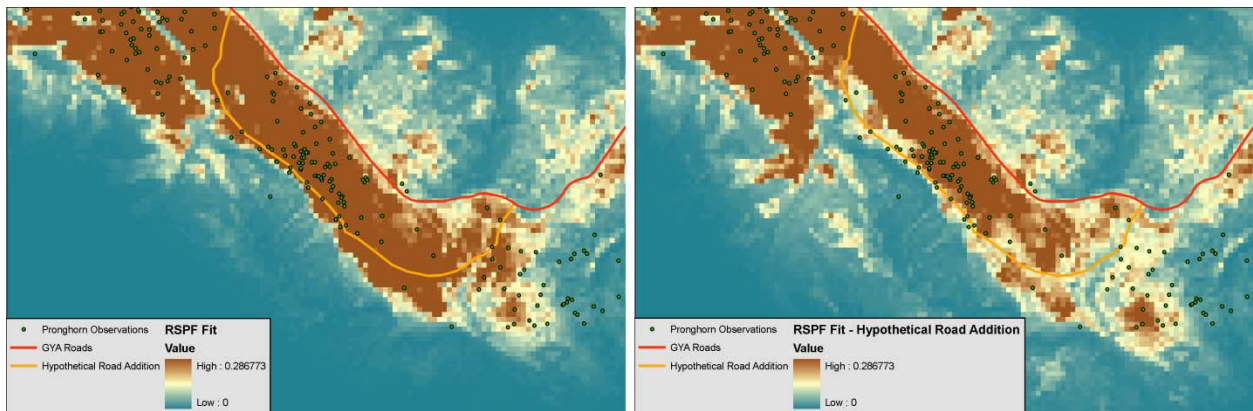 Pronghorn Observations
GYA Roads
Hypothetical Road Addition
RSPF Fit
Value
High : 0.286773
Low : 0
Pronghorn Observations
GYA Roads
Hypothetical Road Addition
RSPF Fit - Hypothetical Road Addition
Value
High : 0.286773
Low : 0